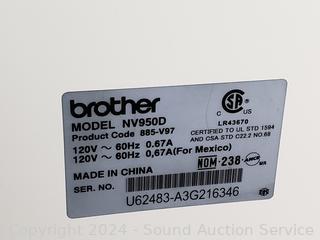 brother
MODEL NV950D
Product Code 885-V97
120V ~ 60Hz 0.67A
120V ~ 60Hz 0,67A(For Mexico)
MADE IN CHINA
SER. NO.
U62483-A3G216346
LR43670
CERTIFIED TO UL STD 1594
AND CSA STD C22.2 NO.68
NOM-238-ANCE
Copyright 2024 - Sound Auction Service